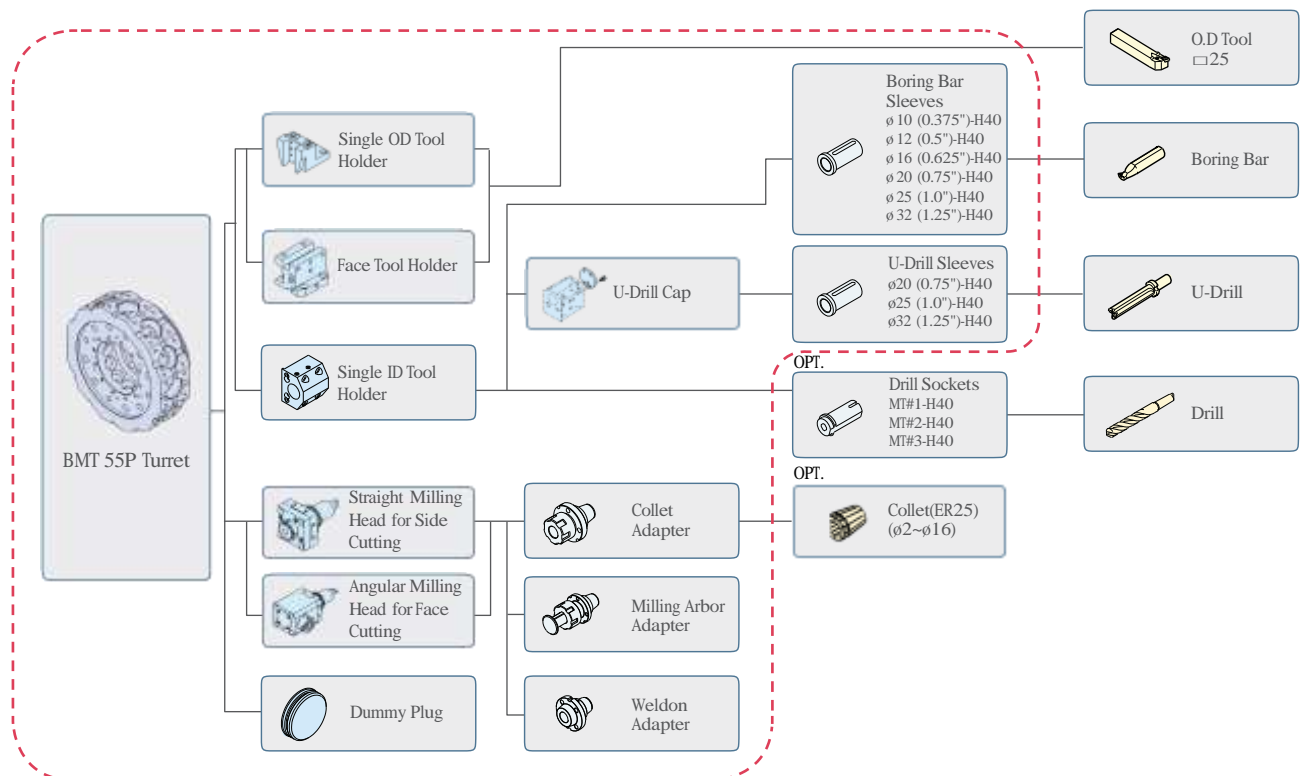 O.D Tool
□25
Boring Bar
Sleeves
ø 10 (0.375")-H40
ø 12 (0.5")-H40
ø 16 (0.625")-H40
ø 20 (0.75")-H40
ø 25 (1.0")-H40
ø 32 (1.25")-H40
Boring Bar
Single OD Tool
Holder
Face Tool Holder
U-Drill Cap
U-Drill Sleeves
ø20 (0.75")-H40
ø25 (1.0")-H40
ø32 (1.25")-H40
U-Drill
Single ID Tool
Holder
OPT.
Drill Sockets
MT#1-H40
MT#2-H40
MT#3-H40
Drill
BMT 55P Turret
OPT.
Straight Milling
Head for Side
Cutting
Collet
Adapter
Collet(ER25)
(ø2~ø16)
Angular Milling
Head for Face
Cutting
Milling Arbor
Adapter
Dummy Plug
Weldon
Adapter